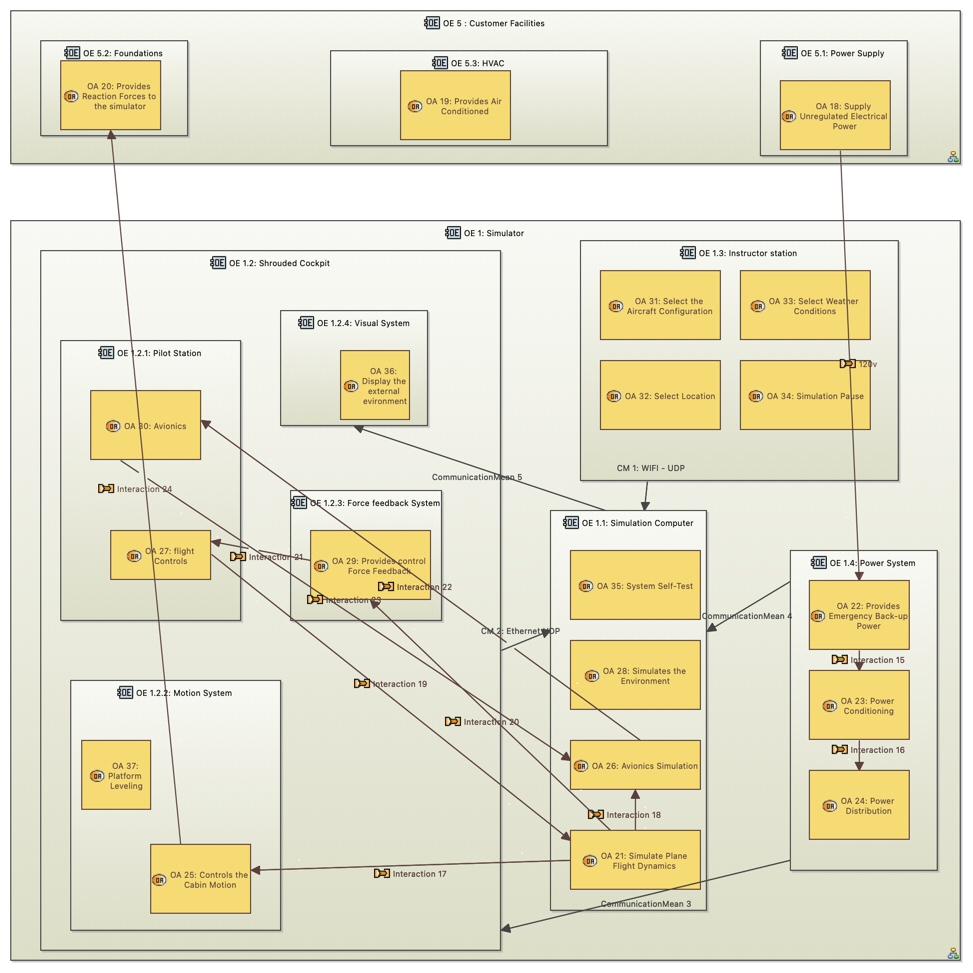 OE 5 : Customer Facilities
OE 5.2: Foundations
OA 20: Provides
Reaction Forces to
the simulator
OE 5.3: HVAC
OA 19: Provides Air
Conditioned
OE 5.1: Power Supply
OA 18: Supply
Unregulated Electrical
Power
OE 1: Simulator
OE 1.2: Shrouded Cockpit
OE 1.3: Instructor station
OA 31: Select the
Aircraft Configuration
OA 33: Select Weather
Conditions
OA 32: Select Location
OA 34: Simulation Pause
120v
OE 1.2.4: Visual System
OA 36:
Display the
external
evironment
OE 1.2.1: Pilot Station
OA 30: Avionics
Interaction 24
OA 27: flight
Controls
CommunicationMean 5
CM 1: WIFI - UDP
OE 1.2.3: Force feedback System
OA 29: Provides control
Force Feedback
Interaction 21
Interaction 22
Interaction 23
CM 2: Ethernet UDP
OE 1.1: Simulation Computer
OA 35: System Self-Test
OA 28: Simulates the
Environment
OA 26: Avionics Simulation
Interaction 18
OA 21: Simulate Plane
Flight Dynamics
CommunicationMean 4
OE 1.4: Power System
OA 22: Provides
Emergency Back-up
Power
Interaction 15
OA 23: Power
Conditioning
Interaction 16
OA 24: Power
Distribution
Interaction 19
Interaction 20
OE 1.2.2: Motion System
OA 37:
Platform
Leveling
OA 25: Controls the
Cabin Motion
Interaction 17
CommunicationMean 3